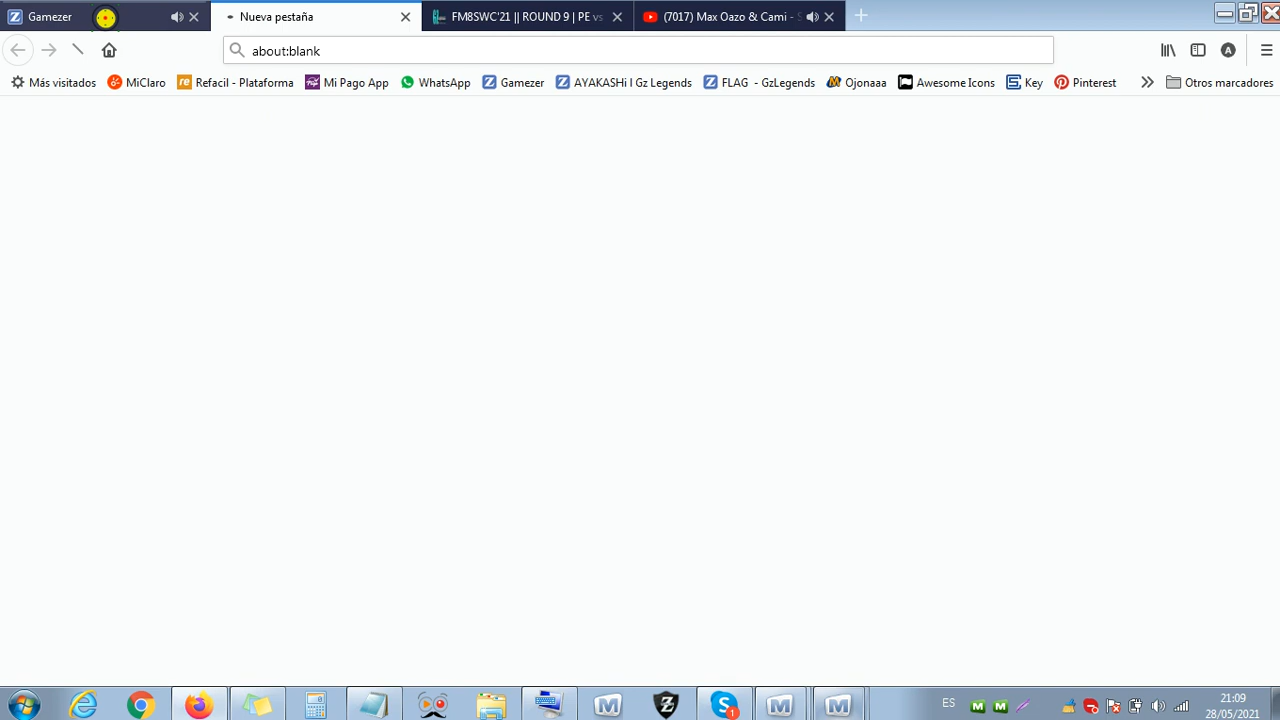 Gamezer
Nueva pestaña
FM8SWC'21 || ROUND 9 | PE vs
(7017) Max Oazo & Cami - S
about:blank
Más visitados
MiClaro
re Refacil - Plataforma
Mi Pago App
WhatsApp
Gamezer
AYAKASHi l Gz Legends
FLAG - GzLegends
Ojonaaa
Awesome Icons
Key
Pinterest
Otros marcadores
ES
21:09
28/05/2021